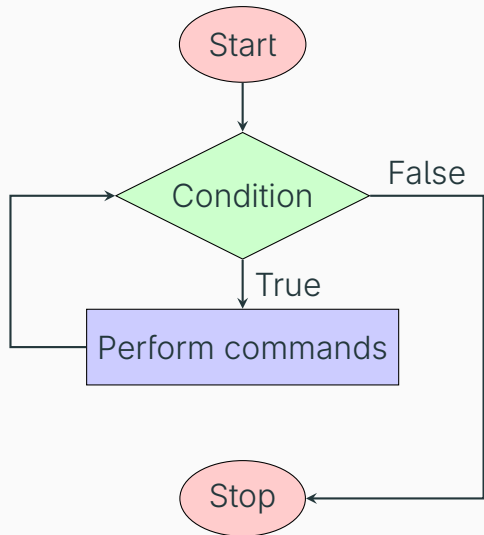 Start
Condition
False
True
Perform commands
Stop